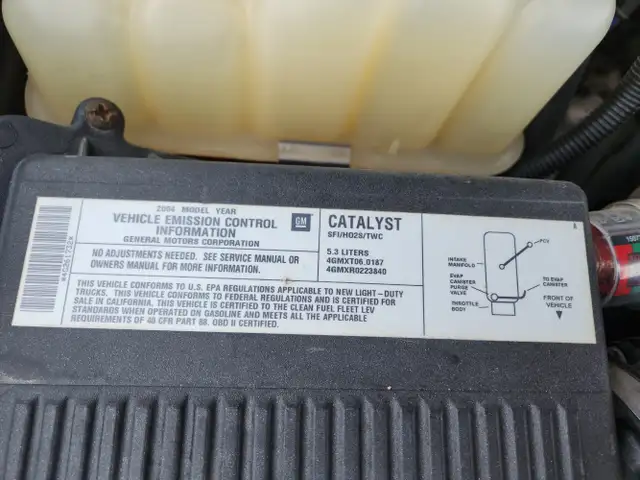 2004 MODEL YEAR
VEHICLE EMISSION CONTROL
INFORMATION
GENERAL MOTORS CORPORATION
GM
NO ADJUSTMENTS NEEDED. SEE SERVICE MANUAL OR
OWNERS MANUAL FOR MORE INFORMATION.
CATALYST
SFI/HO2S/TWC
5.3 LITERS
4GMXT06.0187
4GMXR0223840
THIS VEHICLE CONFORMS TO U.S. EPA REGULATIONS APPLICABLE TO NEW LIGHT-DUTY
TRUCKS. THIS VEHICLE CONFORMS TO FEDERAL REGULATIONS AND IS CERTIFIED FOR
SALE IN CALIFORNIA. THIS VEHICLE IS CERTIFIED TO THE CLEAN FUEL FLEET LEV
STANDARDS WHEN OPERATED ON GASOLINE AND MEETS ALL THE APPLICABLE
REQUIREMENTS OF 40 CFR PART 88. OBD II CERTIFIED.
A
PCV
INTAKE
MANIFOLD
EVAP
CANISTER
PURGE
VALVE
THROTTLE
BODY
TO EVAP
CANISTER
FRONT OF
VEHICLE